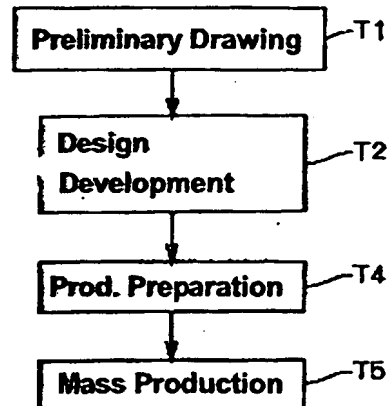 Preliminary Drawing T1
Design
Development T2
Prod. Preparation T4
Mass Production T5